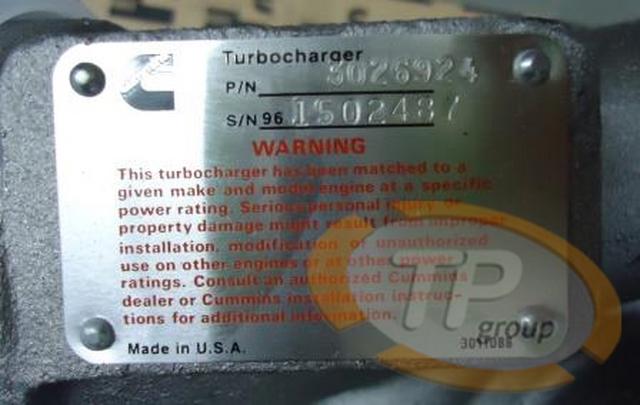 Turbocharger
P/N 3026924
S/N 96 1502487
WARNING
This turbocharger has been matched to a
given make and model engine at a specific
power rating. Serious personal injury or
property damage might result from improper
installation, modification, or unauthorized
use on other engines or at other power
ratings. Consult an authorized Cummins
dealer or Cummins installation instruc-
tions for additional information.
TP
group
Made in U.S.A.
3011088